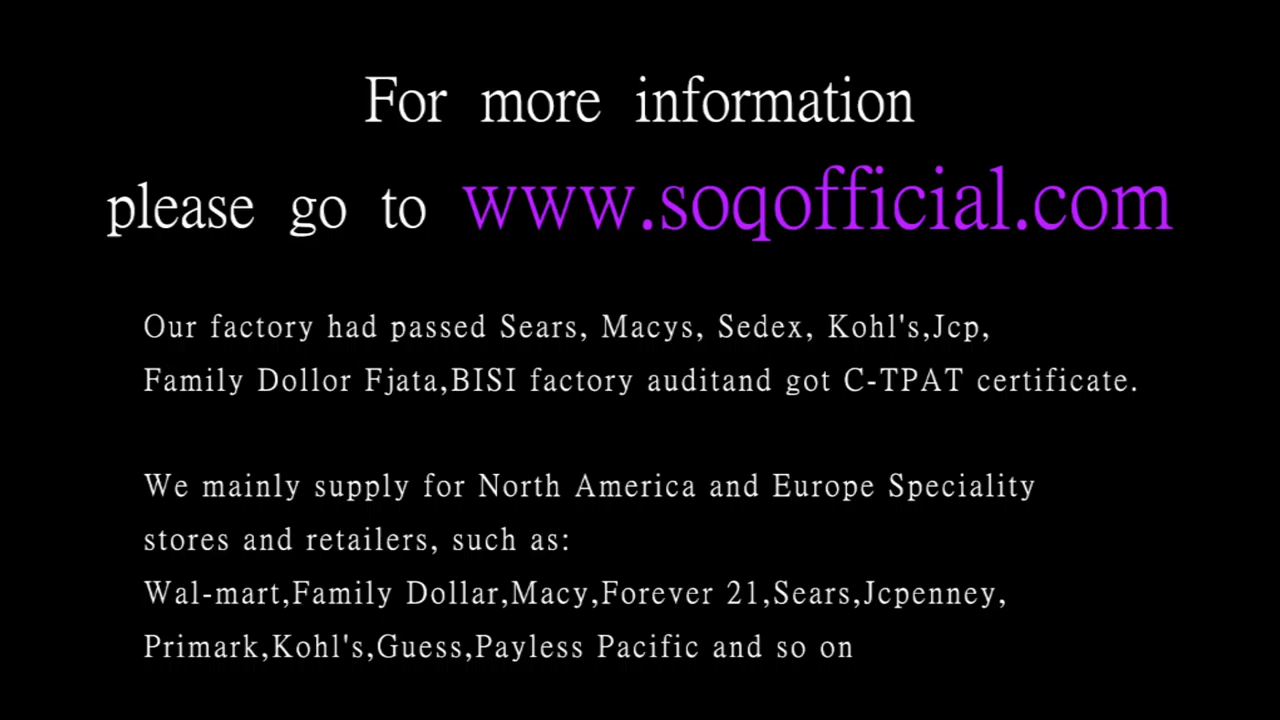 For more information
please go to www.soqofficial.com
Our factory had passed Sears, Macys, Sedex, Kohl's,Jcp,
Family Dollor Fjata,BISI factory auditand got C-TPAT certificate.
We mainly supply for North America and Europe Speciality
stores and retailers, such as:
Wal-mart,Family Dollar,Macy,Forever 21,Sears,Jcpenney,
Primark,Kohl's,Guess,Payless Pacific and so on